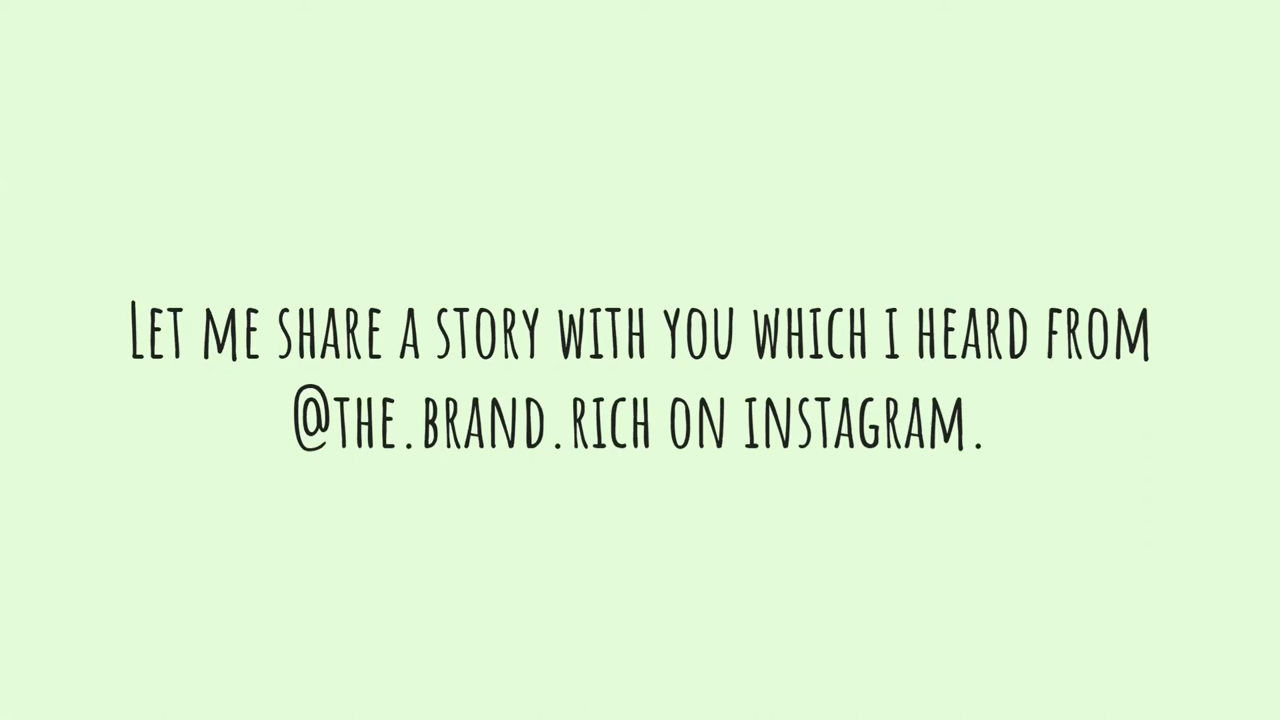 Let me share a story with you which i heard from
@the.brand.rich on instagram.